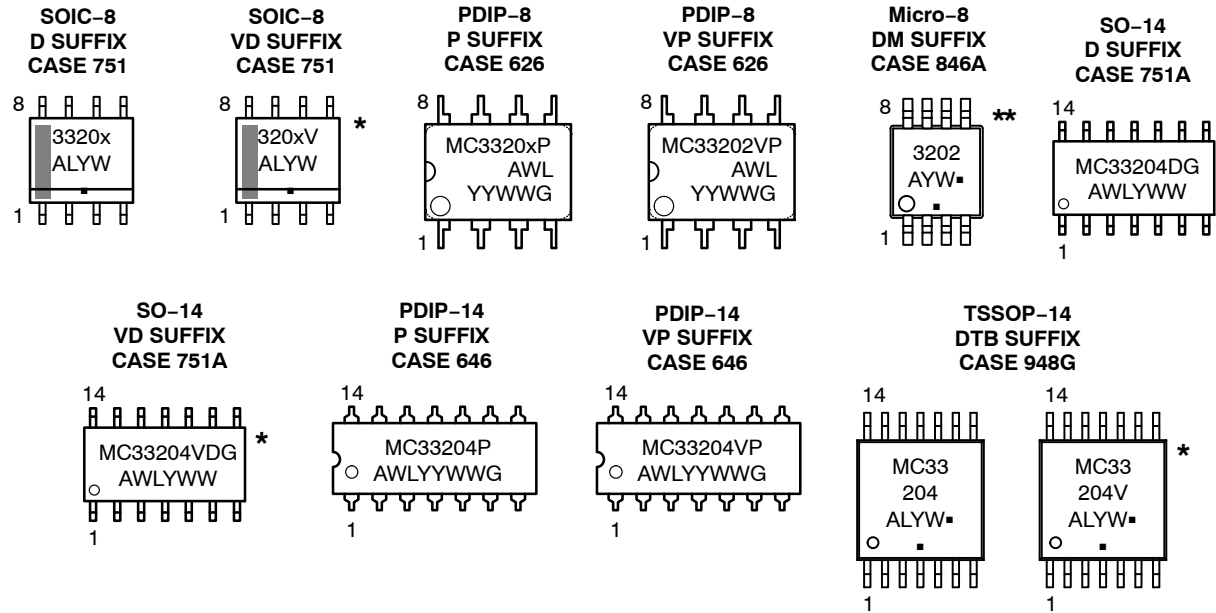 SOIC−8
D SUFFIX
CASE 751
8
3320x
ALYW
▪
1
SOIC−8
VD SUFFIX
CASE 751
8
*
320xV
ALYW
▪
1
PDIP−8
P SUFFIX
CASE 626
8
MC3320xP
AWL
YYWWG
1
PDIP−8
VP SUFFIX
CASE 626
8
MC33202VP
AWL
YYWWG
1
Micro−8
DM SUFFIX
CASE 846A
8
**
3202
AYW▪
▪
1
SO−14
D SUFFIX
CASE 751A
14
MC33204DG
AWLYWW
1
SO−14
VD SUFFIX
CASE 751A
14
*
MC33204VDG
AWLYWW
1
PDIP−14
P SUFFIX
CASE 646
14
MC33204P
AWLYYWWG
1
PDIP−14
VP SUFFIX
CASE 646
14
MC33204VP
AWLYYWWG
1
TSSOP−14
DTB SUFFIX
CASE 948G
14
MC33
204
ALYW▪
▪
1
14
*
MC33
204V
ALYW▪
▪
1